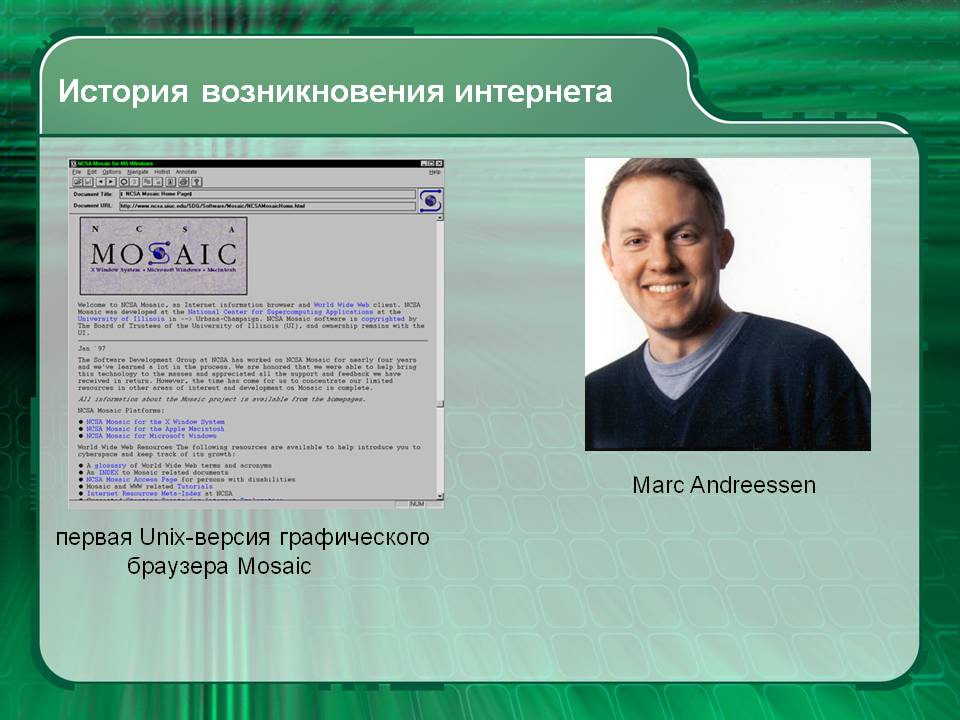 История возникновения интернета
NCSA Mosaic for MS Windows
File Edit Options Navigate Hotlist Annotate Help
Document Title: NCSA Mosaic Home Page
Document URL: http://www.ncsa.uiuc.edu/SDG/Software/Mosaic/NCSAMosaicHome.html
N C S A
MOSAIC
X Window System • Microsoft Windows • Macintosh
Welcome to NCSA Mosaic, an Internet information browser and World Wide Web client. NCSA
Mosaic was developed at the National Center for Supercomputing Applications at the
University of Illinois in --> Urbana-Champaign. NCSA Mosaic software is copyrighted by
The Board of Trustees of the University of Illinois (UI), and ownership remains with the
UI.
Jan '97
The Software Development Group at NCSA has worked on NCSA Mosaic for nearly four years
and we've learned a lot in the process. We are honored that we were able to help bring
this technology to the masses and appreciated all the support and feedback we have
received in return. However, the time has come for us to concentrate our limited
resources in other areas of interest and development on Mosaic is complete.
All information about the Mosaic project is available from the homepages.
NCSA Mosaic Platforms:
● NCSA Mosaic for the X Window System
● NCSA Mosaic for the Apple Macintosh
● NCSA Mosaic for Microsoft Windows
World Wide Web Resources The following resources are available to help introduce you to
cyberspace and keep track of its growth:
● A glossary of World Wide Web terms and acronyms
● An INDEX to Mosaic related documents
● NCSA Mosaic Access Page for persons with disabilities
● Mosaic and WWW related Tutorials
● Internet Resources Meta-Index at NCSA
NUM
Marc Andreessen
первая Unix-версия графического
браузера Mosaic